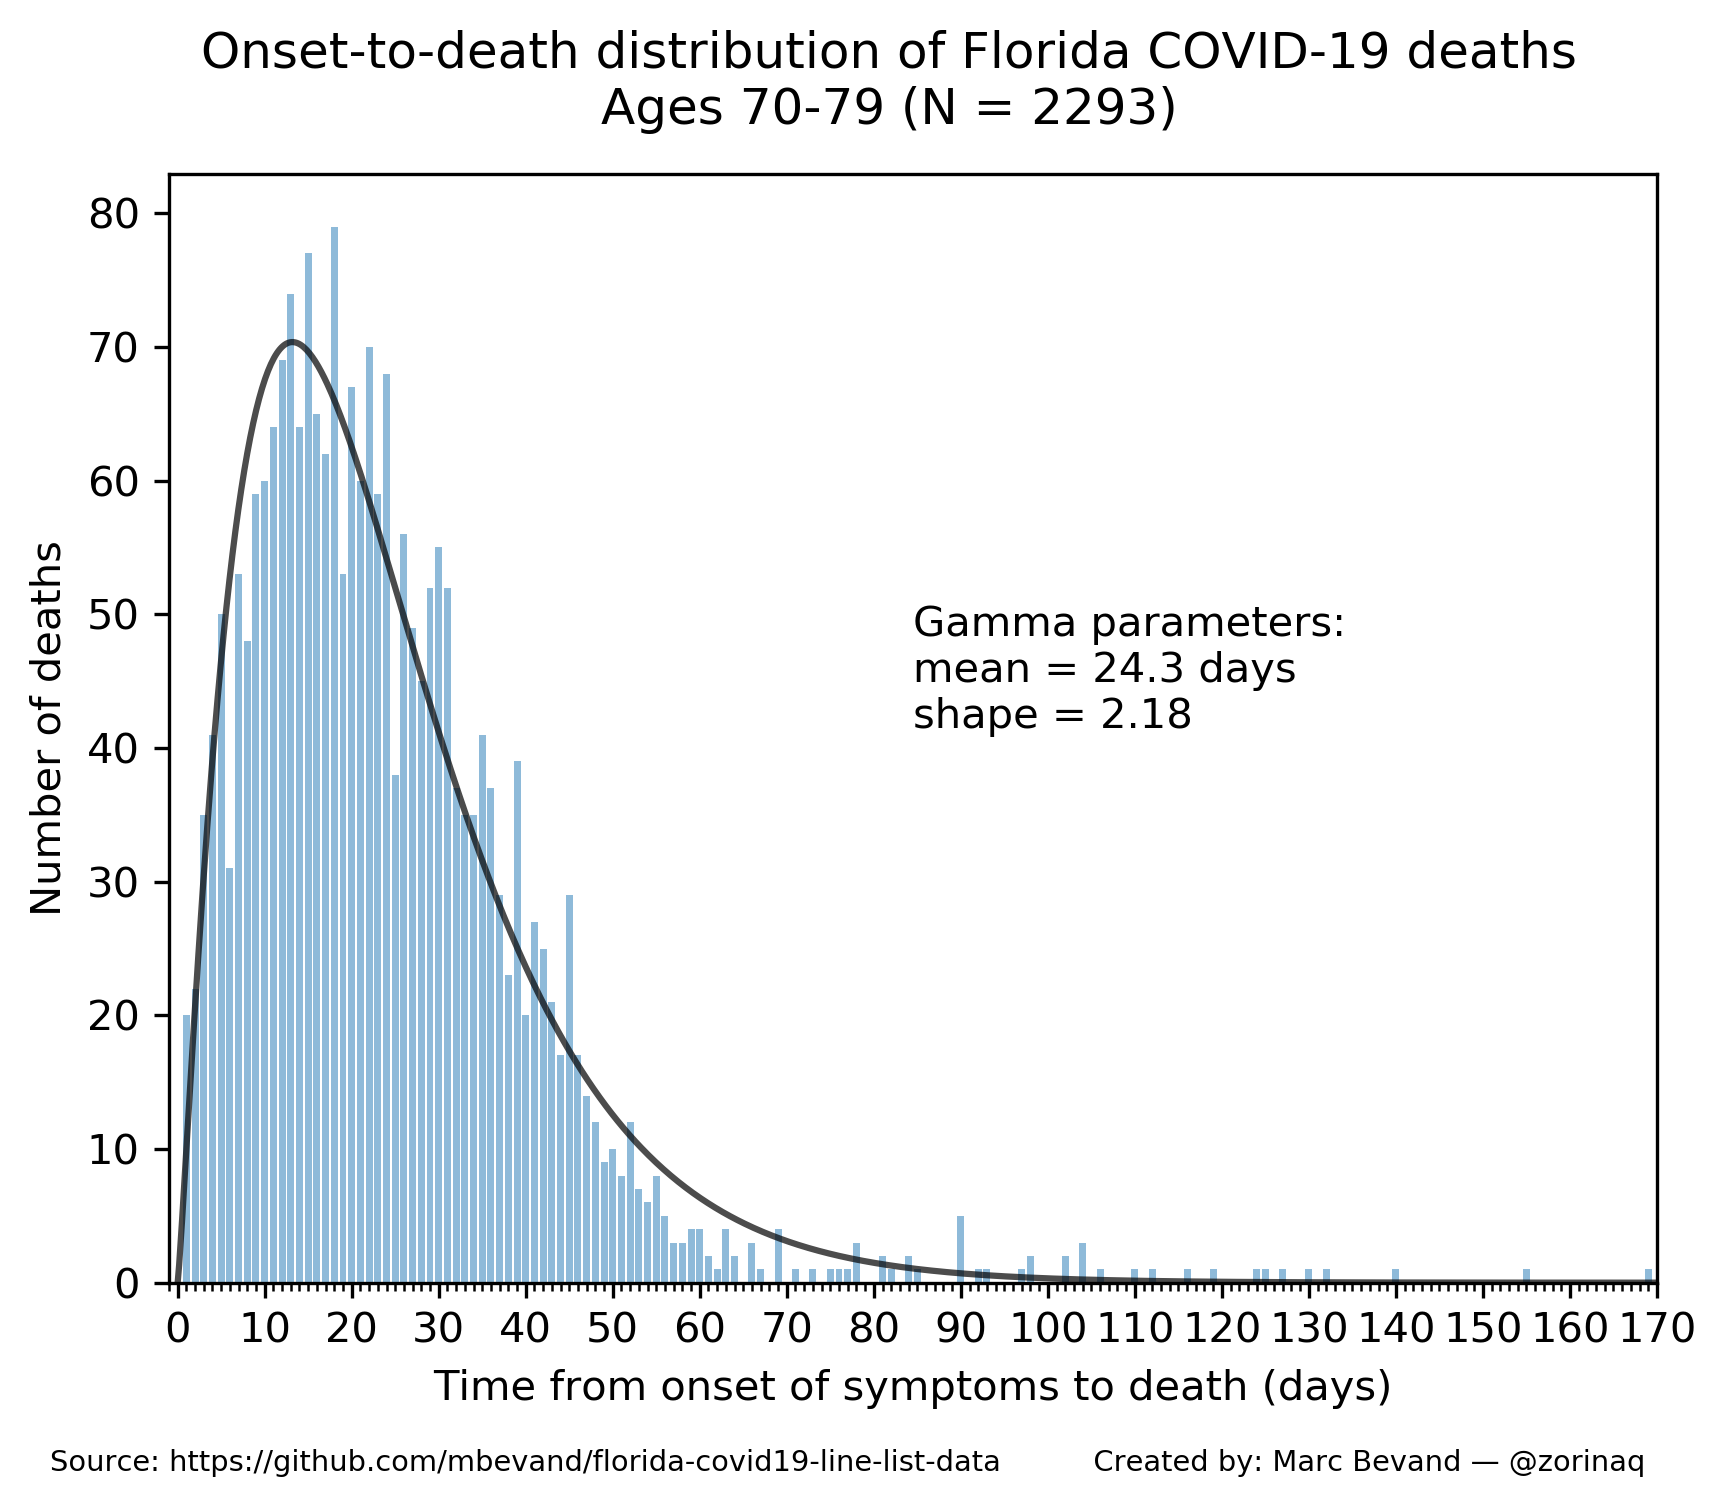 Onset-to-death distribution of Florida COVID-19 deaths
Ages 70-79 (N = 2293)
Number of deaths
80
70
60
50
40
30
20
10
0
Gamma parameters:
mean = 24.3 days
shape = 2.18
0 10 20 30 40 50 60 70 80 90 100 110 120 130 140 150 160 170
Time from onset of symptoms to death (days)
Source: https://github.com/mbevand/florida-covid19-line-list-data Created by: Marc Bevand — @zorinaq